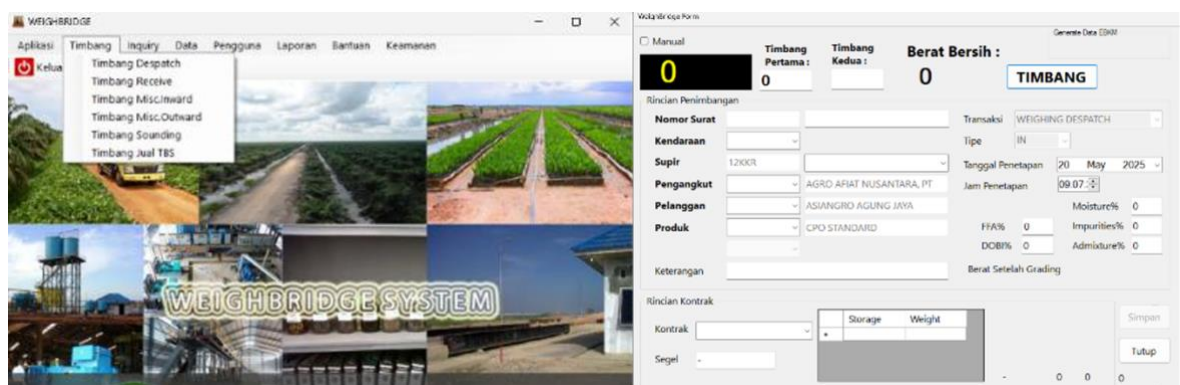 WEIGHBRIDGE
Aplikasi Timbang Inquiry Data Pengguna Laporan Bantuan Keamanan
Kelua
Timbang Despatch
Timbang Receive
Timbang Misc.Inward
Timbang Misc.Outward
Timbang Sounding
Timbang Jual TBS
WEIGHBRIDGE SYSTEM
WeighBridge Form
Manual
Generate Data EBKM
0
Timbang Pertama :
0
Timbang Kedua :
Berat Bersih :
0
TIMBANG
Rincian Penimbangan
Nomor Surat
Transaksi WEIGHING DESPATCH
Kendaraan
Tipe IN
Supir 12KKR
Tanggal Penetapan 20 May 2025
Pengangkut AGRO AFIAT NUSANTARA, PT
Jam Penetapan 09.07.
Pelanggan ASIANGRO AGUNG JAYA
Moisture% 0
Produk CPO STANDARD
FFA% 0 Impurities% 0
DOBI% 0 Admixture% 0
Keterangan
Berat Setelah Grading
Rincian Kontrak
Kontrak
Storage Weight
*
Simpan
Segel -
Tutup
- 0 0 0